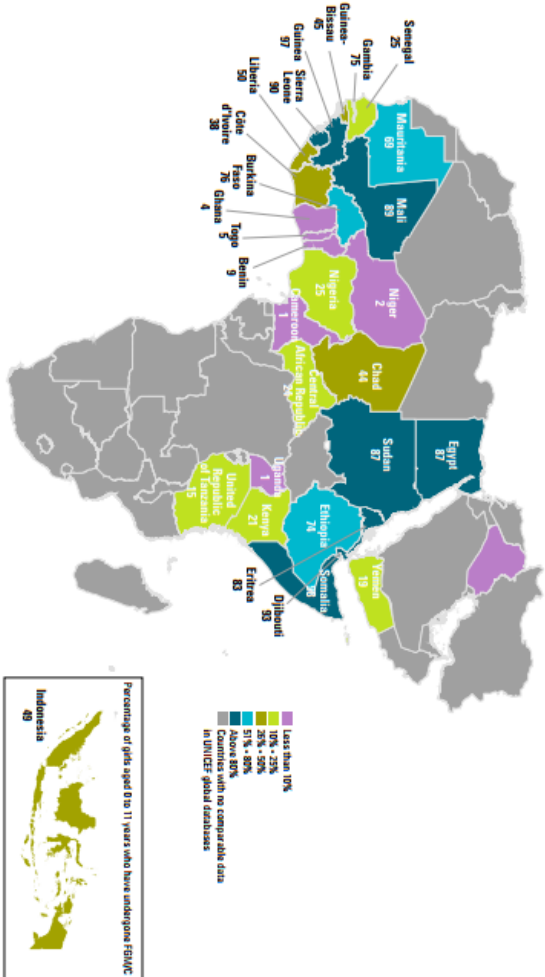 Senegal
25
Gambia
75
Guinea-
Bissau
45
Guinea
97
Sierra
Leone
90
Liberia
50
Côte
d'Ivoire
38
Burkina
Faso
76
Ghana
4
Togo
5
Benin
9
Mauritania
69
Mali
89
Niger
2
Nigeria
25
Cameroon
1
Chad
44
Central
African Republic
24
Egypt
87
Sudan
87
Ethiopia
74
Uganda
1
Kenya
21
United
Republic
of Tanzania
15
Somalia
98
Djibouti
93
Eritrea
83
Yemen
19
Less than 10%
10% - 25%
26% - 50%
51% - 80%
Above 80%
Countries with no comparable data
in UNICEF global databases
Percentage of girls aged 0 to 11 years who have undergone FGM/C
Indonesia
49